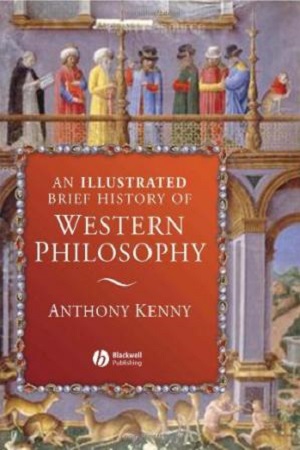 AN ILLUSTRATED
BRIEF HISTORY OF
WESTERN
PHILOSOPHY
ANTHONY KENNY
Blackwell
Publishing